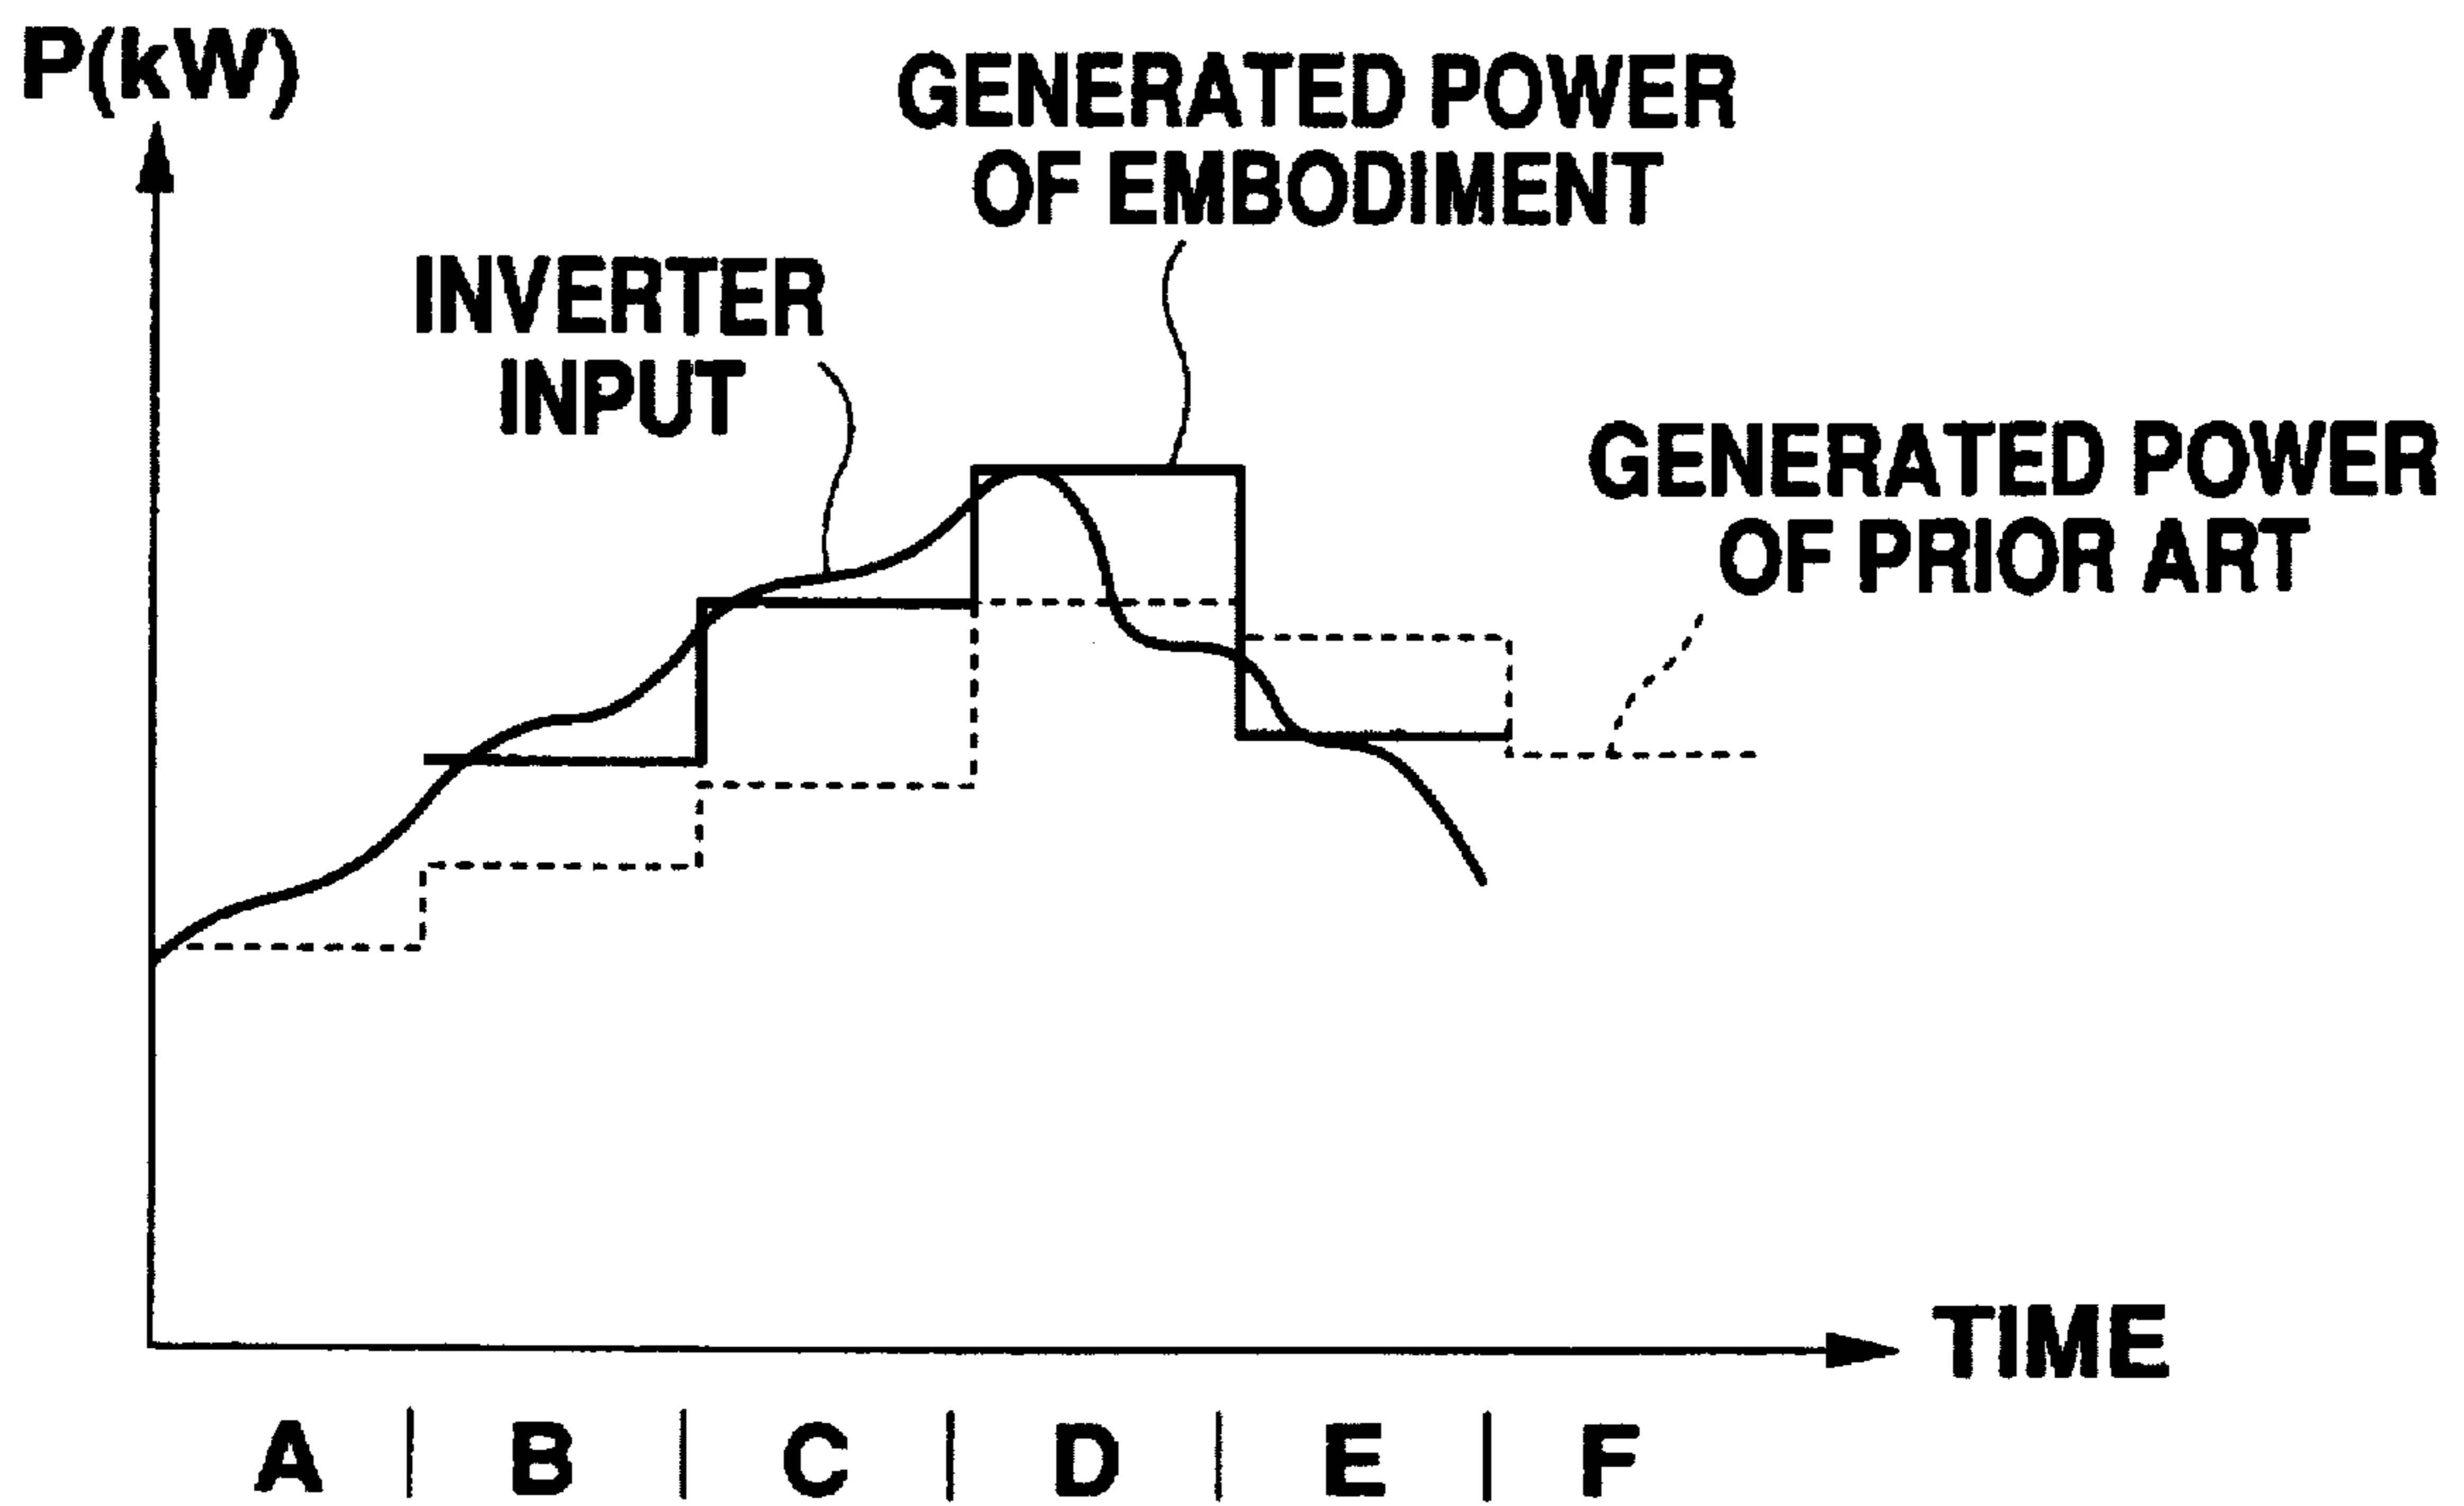 P(kW)
GENERATED POWER
OF EMBODIMENT
INVERTER
INPUT
GENERATED POWER
OF PRIOR ART
TIME
A | B | C | D | E | F